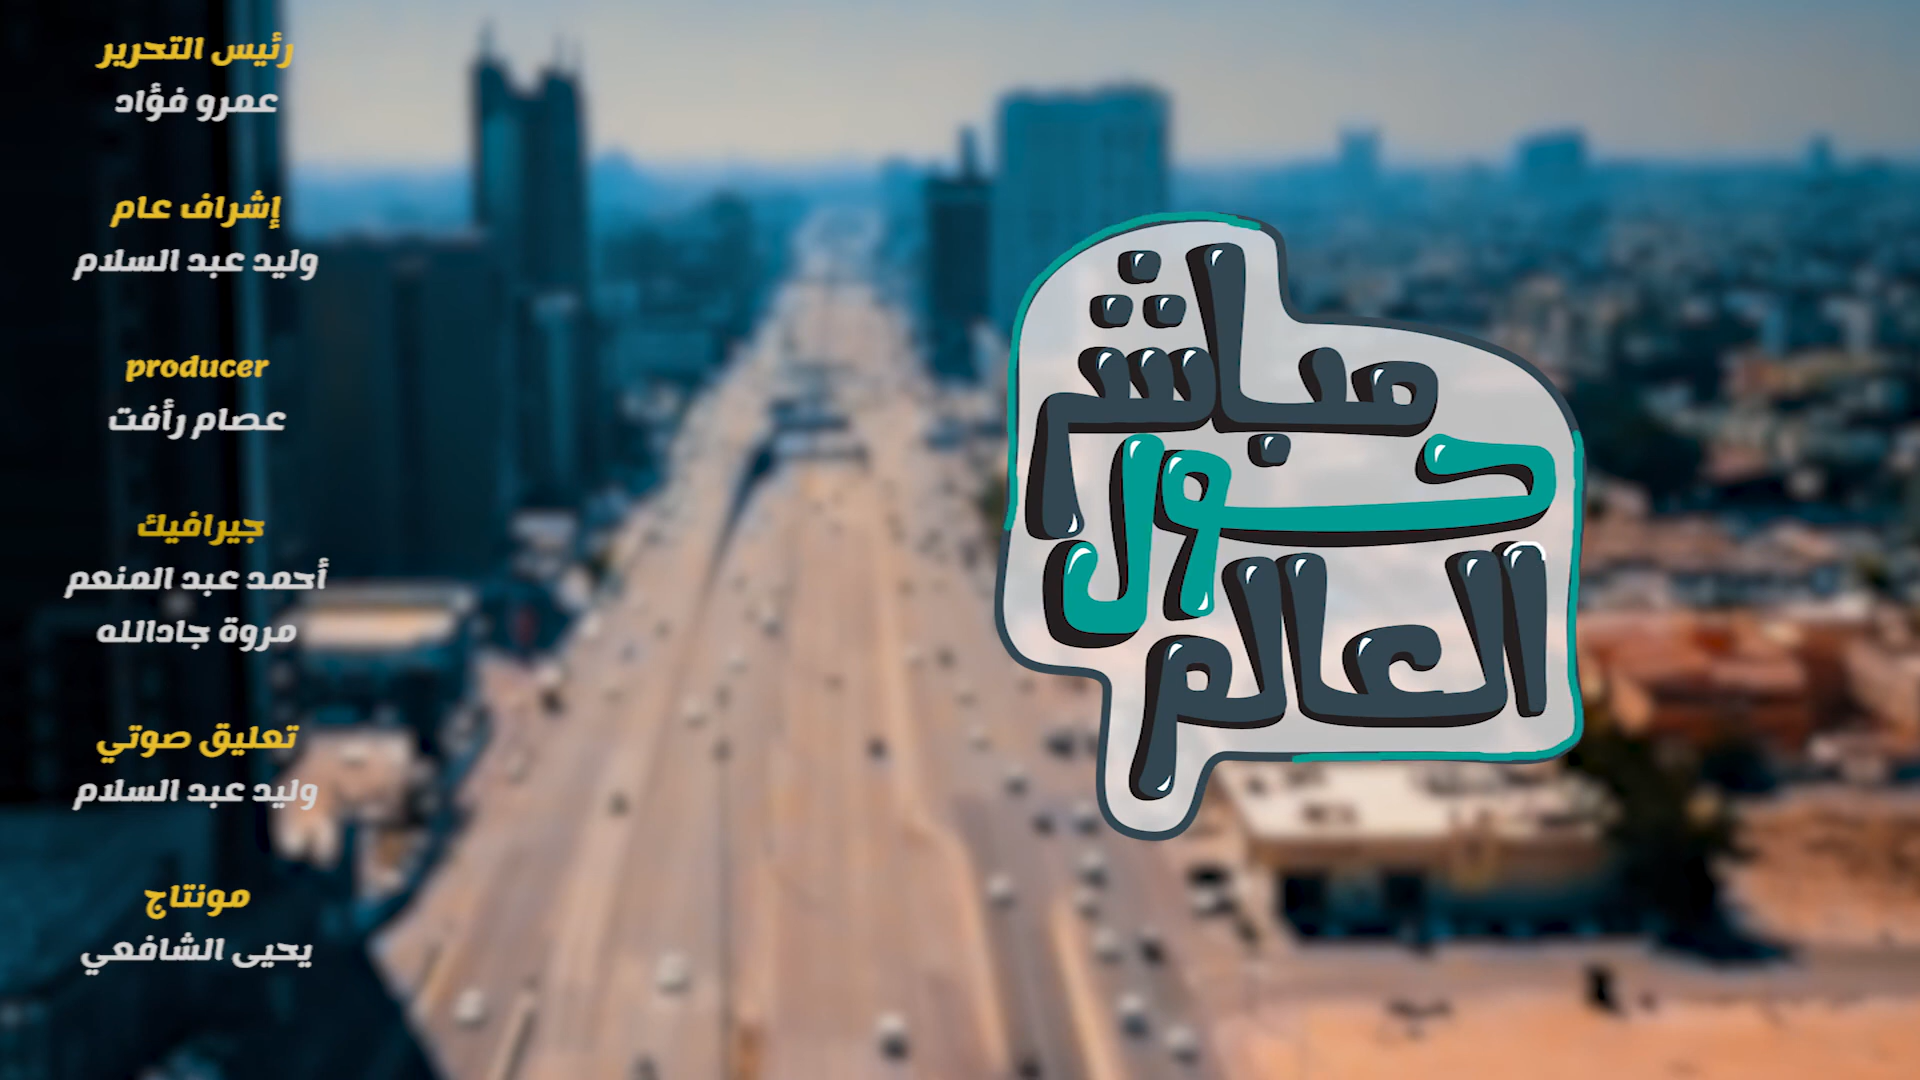 رئيس التحرير
عمرو فؤاد
إشراف عام
وليد عبد السلام
producer
عصام رأفت
جيرافيك
أحمد عبد المنعم
مروة جادالله
تعليق صوتي
وليد عبد السلام
مونتاج
يحيى الشافعي
مباشر
حول
العالم